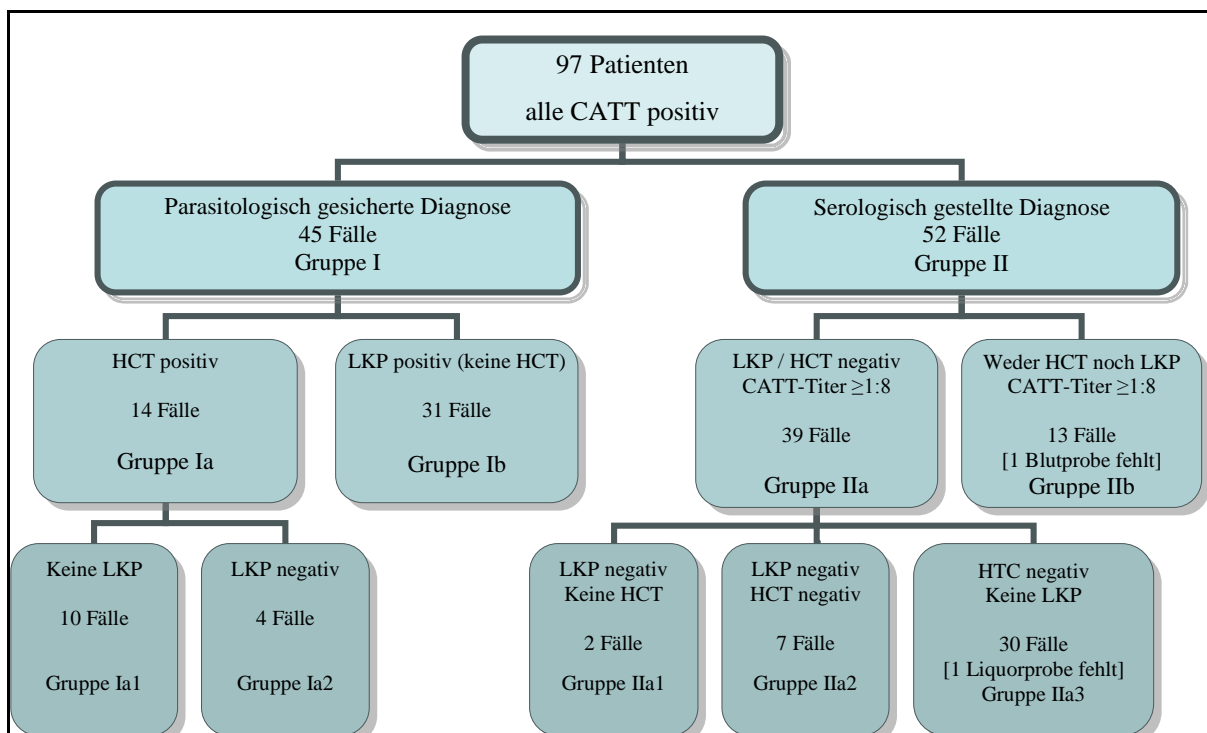 97 Patienten
alle CATT positiv
Parasitologisch gesicherte Diagnose
45 Fälle
Gruppe I
Serologisch gestellte Diagnose
52 Fälle
Gruppe II
HCT positiv
14 Fälle
Gruppe Ia
LKP positiv (keine HCT)
31 Fälle
Gruppe Ib
LKP / HCT negativ
CATT-Titer ≥1:8
39 Fälle
Gruppe IIa
Weder HCT noch LKP
CATT-Titer ≥1:8
13 Fälle
[1 Blutprobe fehlt]
Gruppe IIb
Keine LKP
10 Fälle
Gruppe Ia1
LKP negativ
4 Fälle
Gruppe Ia2
LKP negativ
Keine HCT
2 Fälle
Gruppe IIa1
LKP negativ
HCT negativ
7 Fälle
Gruppe IIa2
HTC negativ
Keine LKP
30 Fälle
[1 Liquorprobe fehlt]
Gruppe IIa3